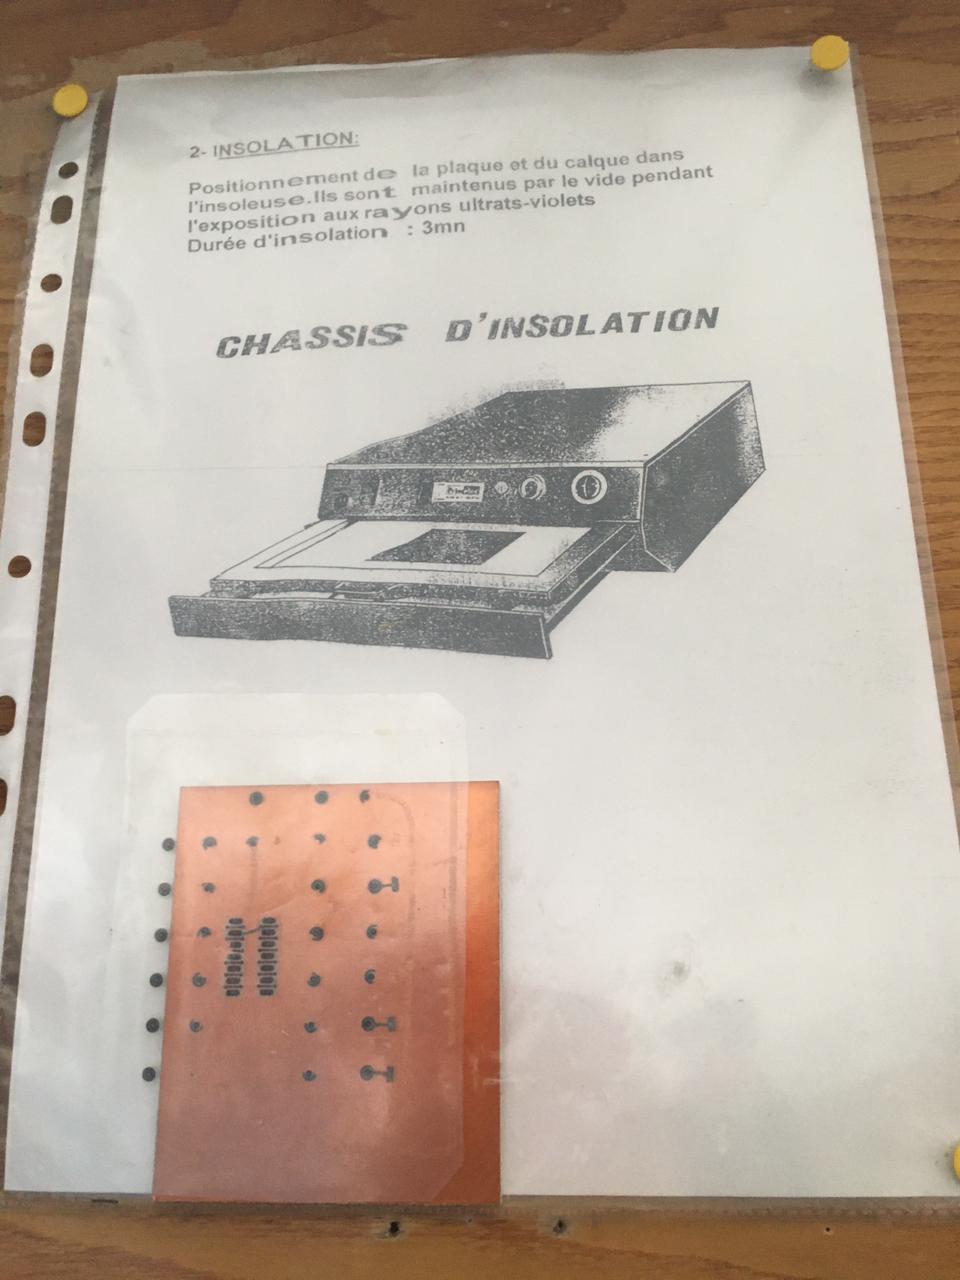 2- INSOLATION:
Positionnement de la plaque et du calque dans
l'insoleuse.Ils sont maintenus par le vide pendant
l'exposition aux rayons ultrats-violets
Durée d'insolation : 3mn
CHASSIS D'INSOLATION